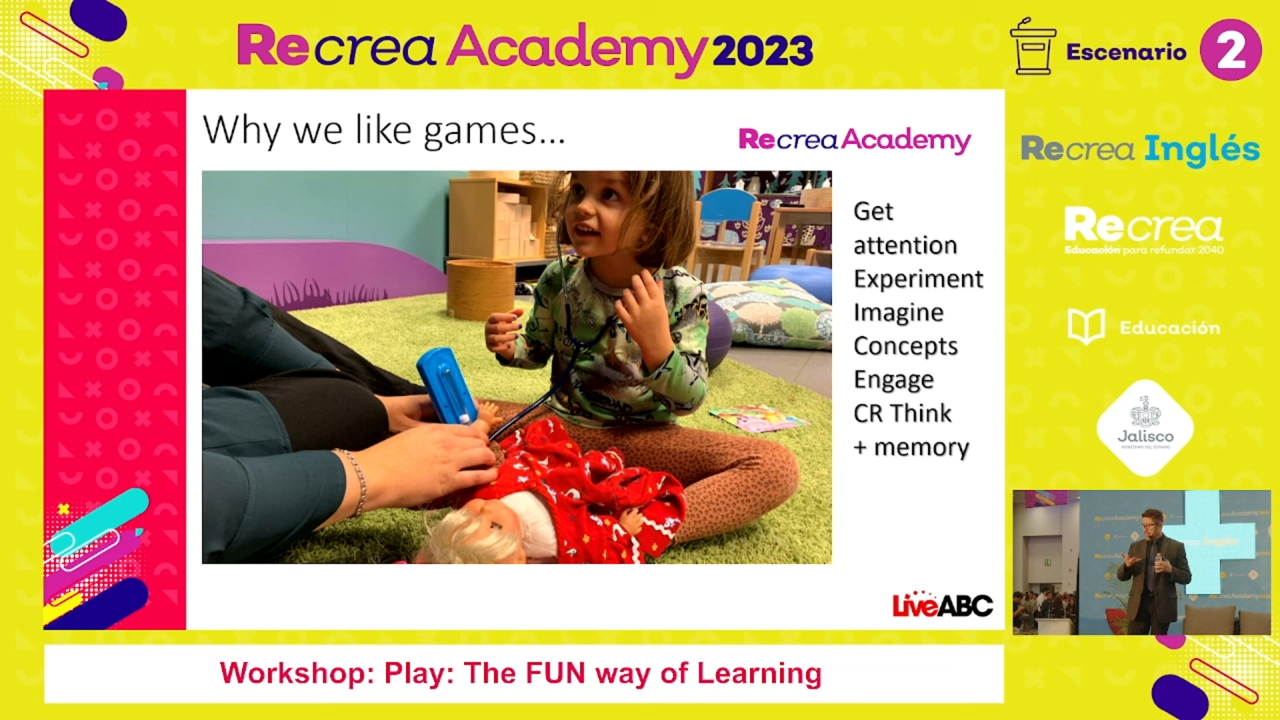 Recrea Academy 2023
Escenario 2
Why we like games...
Recrea Academy
Get
attention
Experiment
Imagine
Concepts
Engage
CR Think
+ memory
LiveABC
Workshop: Play: The FUN way of Learning
Recrea Inglés
Recrea
Educación para refundar 2040
Educación
Jalisco